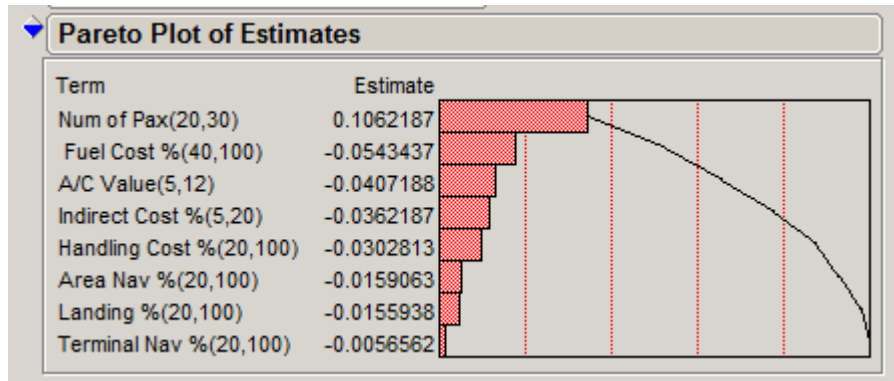 Pareto Plot of Estimates
Term Estimate
Num of Pax(20,30) 0.1062187
Fuel Cost %(40,100) -0.0543437
A/C Value(5,12) -0.0407188
Indirect Cost %(5,20) -0.0362187
Handling Cost %(20,100) -0.0302813
Area Nav %(20,100) -0.0159063
Landing %(20,100) -0.0155938
Terminal Nav %(20,100) -0.0056562